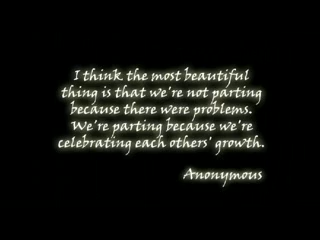 I think the most beautiful
thing is that we're not parting
because there were problems.
We're parting because we're
celebrating each others' growth.
Anonymous